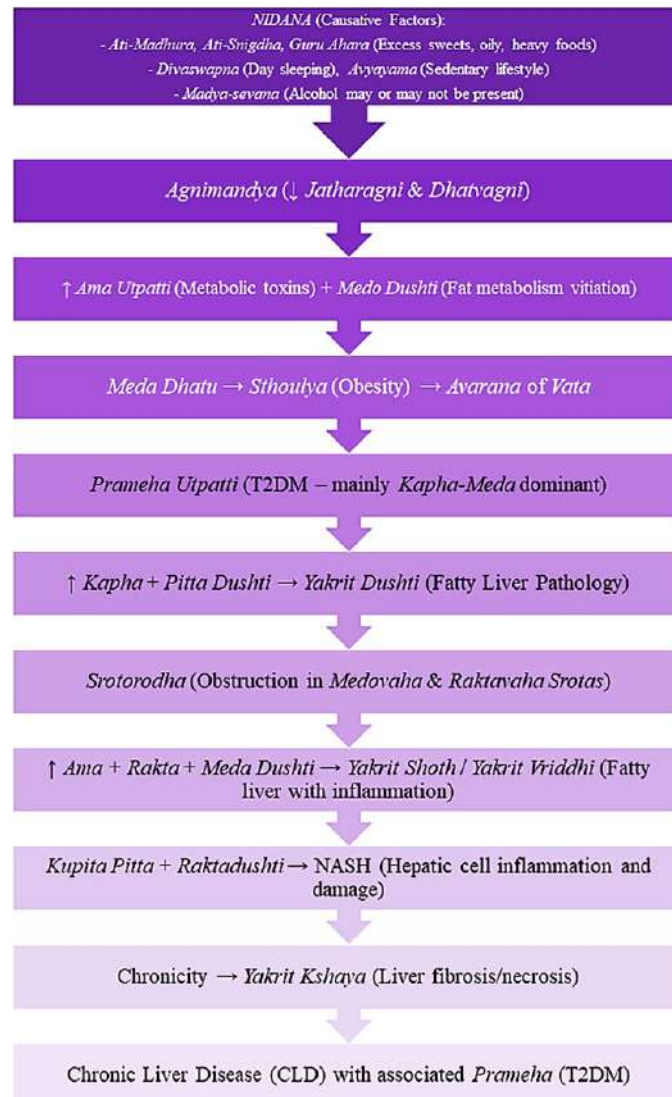 NIDANA (Causative Factors):
- Ati-Madhura, Ati-Snigdha, Guru Ahara (Excess sweets, oily, heavy foods)
- Divaswapna (Day sleeping), Avyayama (Sedentary lifestyle)
- Madya-sevana (Alcohol may or may not be present)
Agnimandya (↓ Jatharagni & Dhatvagni)
↑ Ama Utpatti (Metabolic toxins) + Medo Dushti (Fat metabolism vitiation)
Meda Dhatu → Sthoulya (Obesity) → Avarana of Vata
Prameha Utpatti (T2DM – mainly Kapha-Meda dominant)
↑ Kapha + Pitta Dushti → Yakrit Dushti (Fatty Liver Pathology)
Srotorodha (Obstruction in Medovaha & Raktavaha Srotas)
↑ Ama + Rakta + Meda Dushti → Yakrit Shoth / Yakrit Vriddhi (Fatty
liver with inflammation)
Kupita Pitta + Raktadushti → NASH (Hepatic cell inflammation and
damage)
Chronicity → Yakrit Kshaya (Liver fibrosis/necrosis)
Chronic Liver Disease (CLD) with associated Prameha (T2DM)